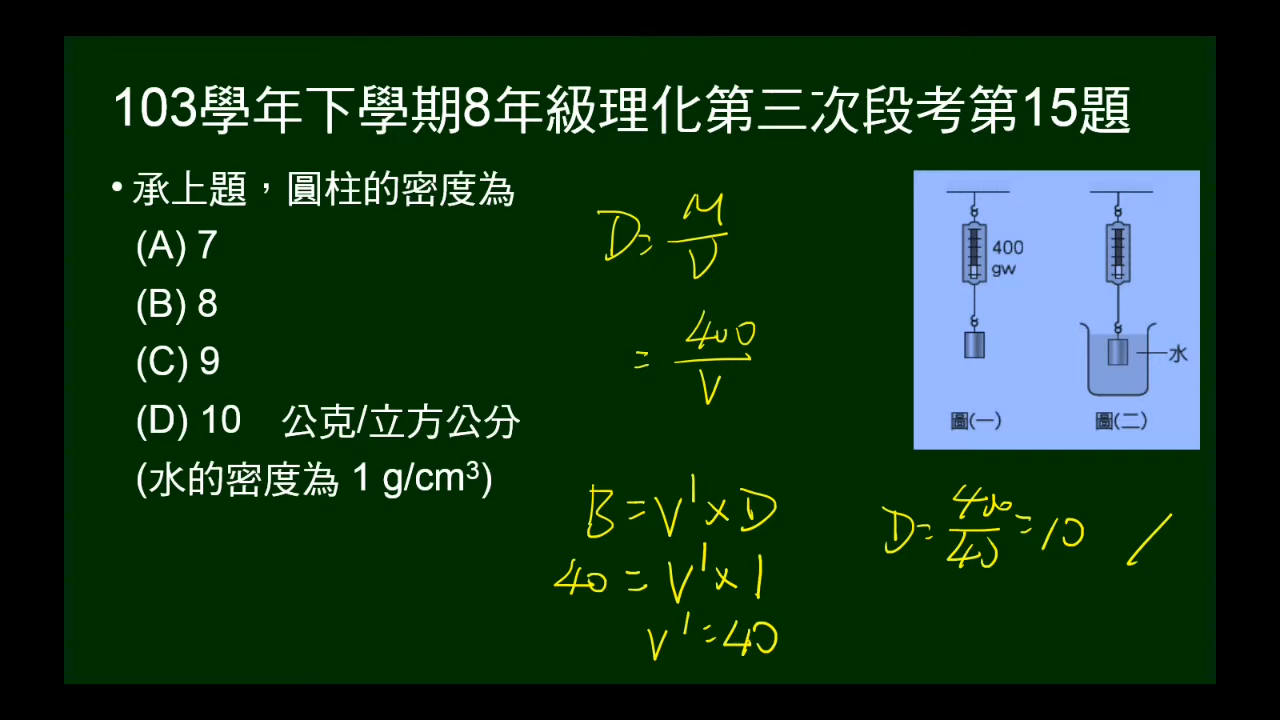 103學年下學期8年級理化第三次段考第15題
• 承上題，圓柱的密度為
(A) 7
(B) 8
(C) 9
(D) 10 公克/立方公分
(水的密度為 1 g/cm³)
D = M/V
= 400/V
B = V' × D
40 = V' × 1
V' = 40
D = 400/40 = 10
400
gw
水
圖(一)
圖(二)